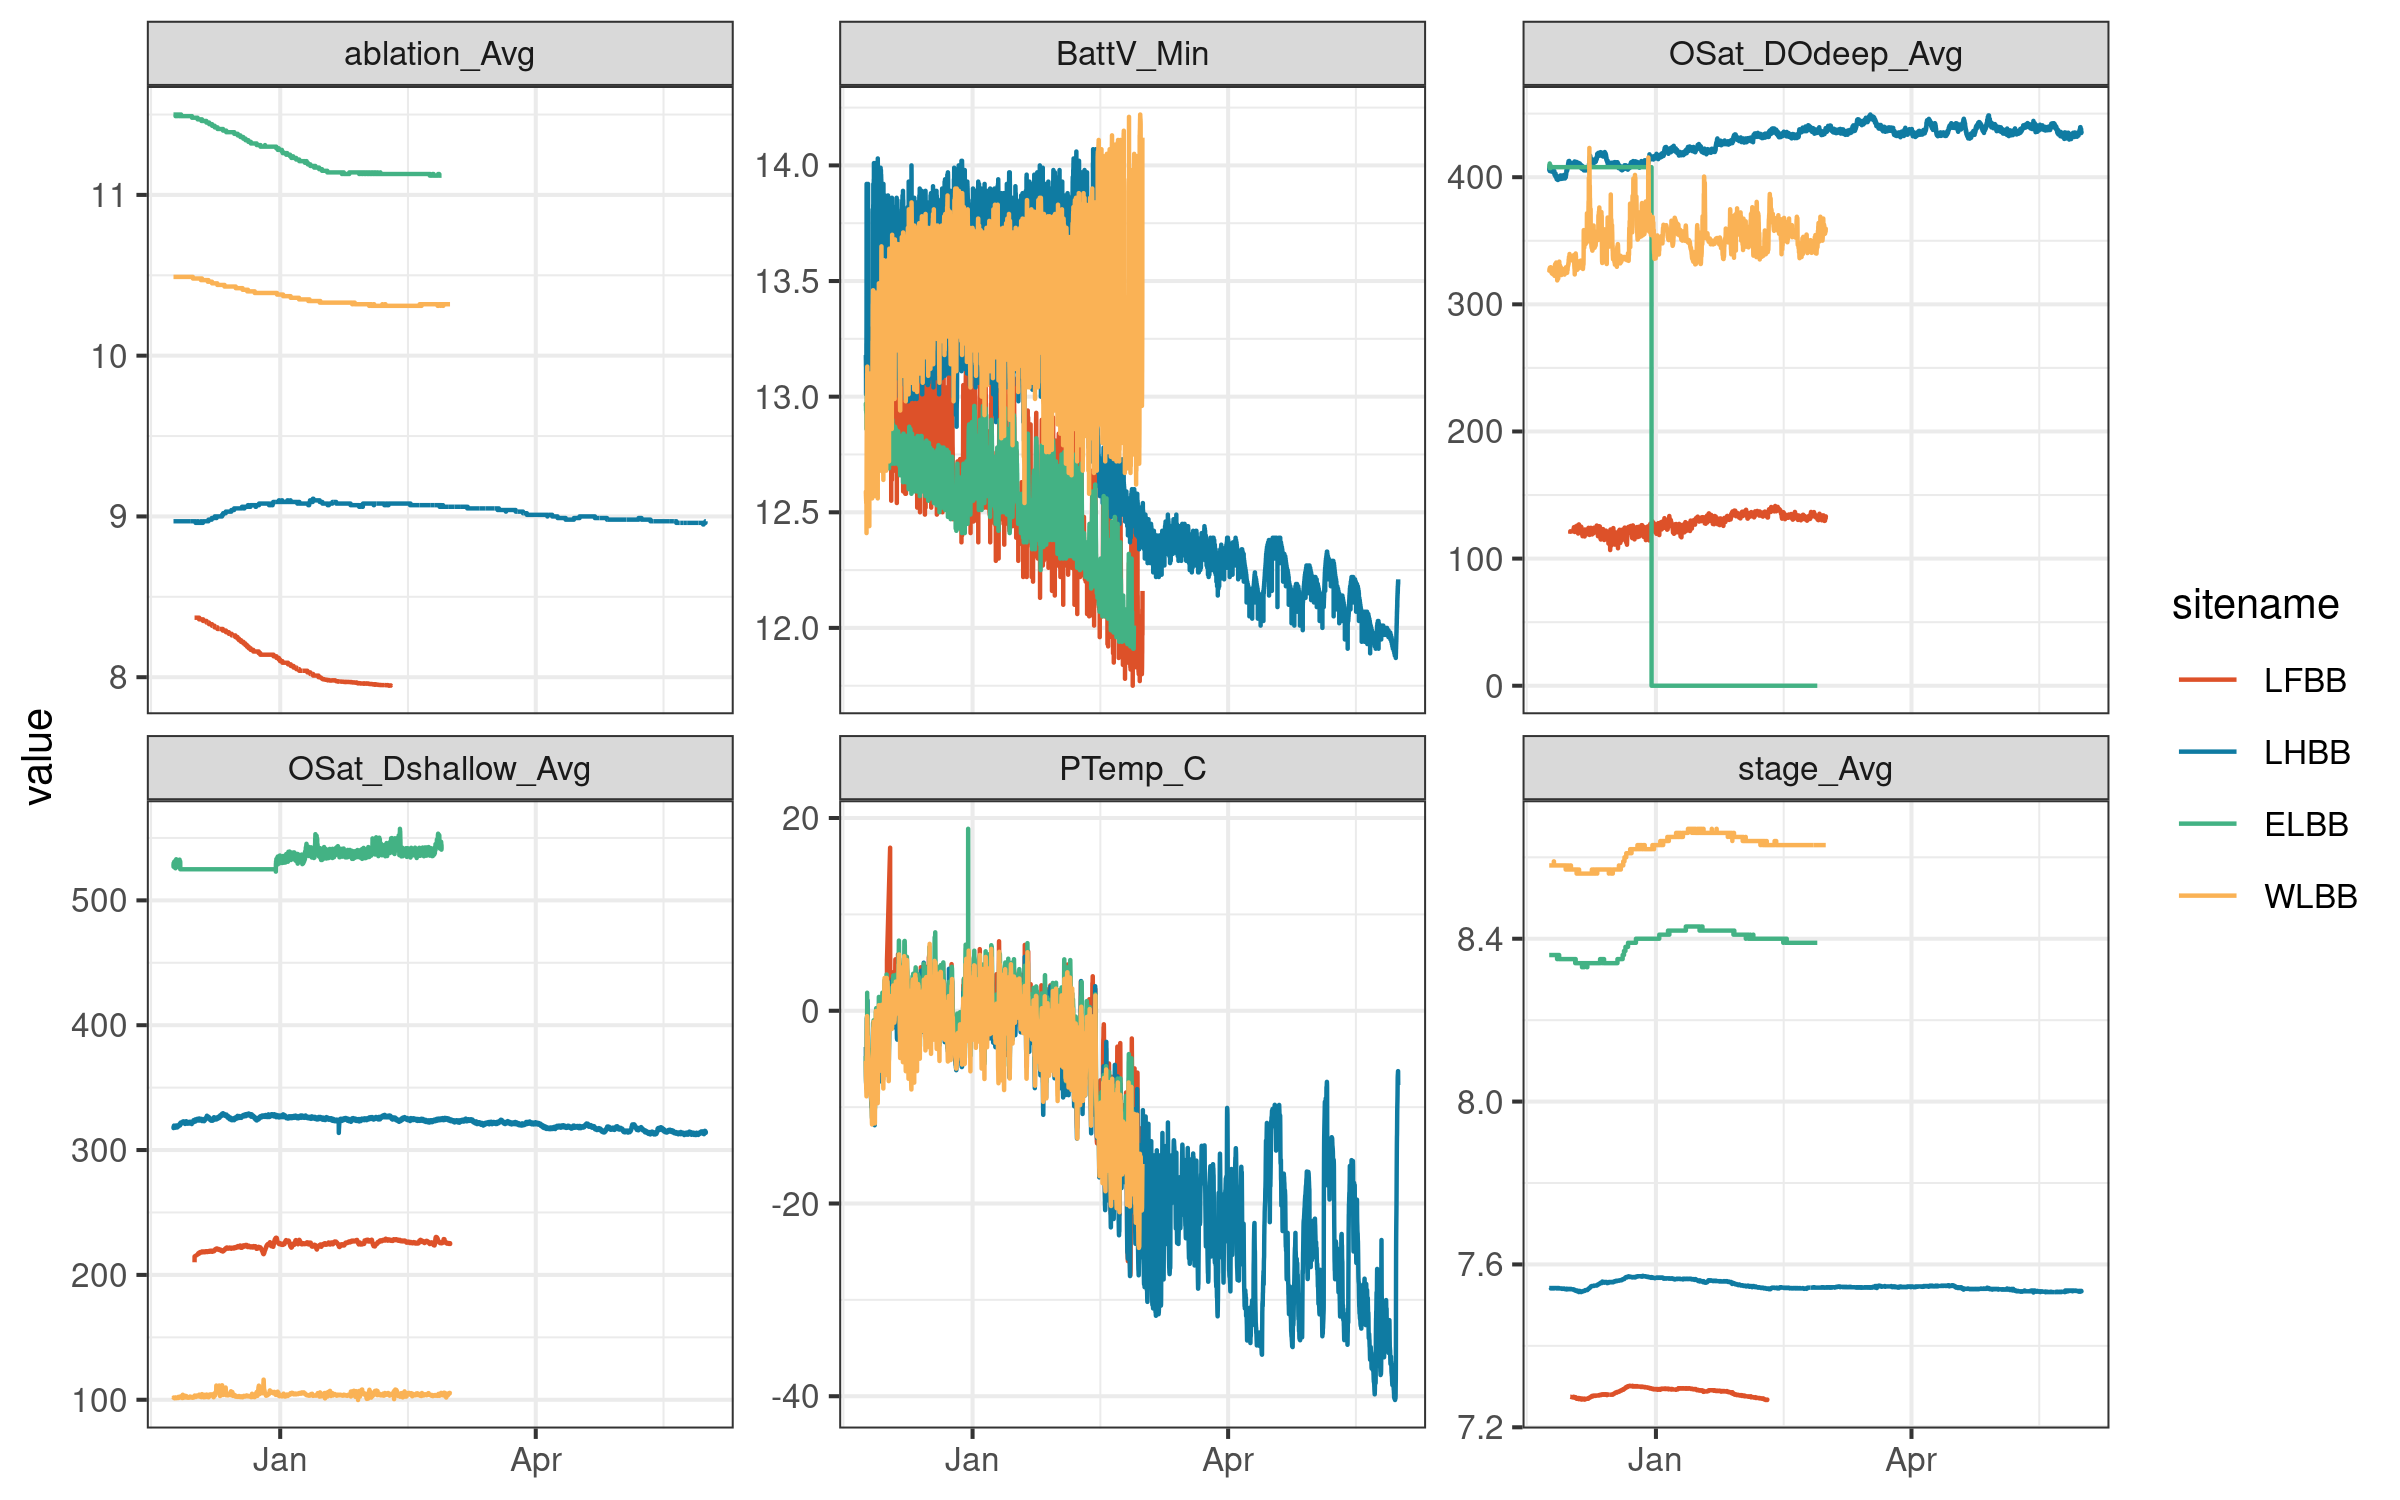 ablation_Avg
BattV_Min
OSat_DOdeep_Avg
11
10
9
8
14.0
13.5
13.0
12.5
12.0
400
300
200
100
0
value
OSat_Dshallow_Avg
PTemp_C
stage_Avg
500
400
300
200
100
20
0
-20
-40
8.4
8.0
7.6
7.2
Jan
Apr
Jan
Apr
Jan
Apr
sitename
LFBB
LHBB
ELBB
WLBB